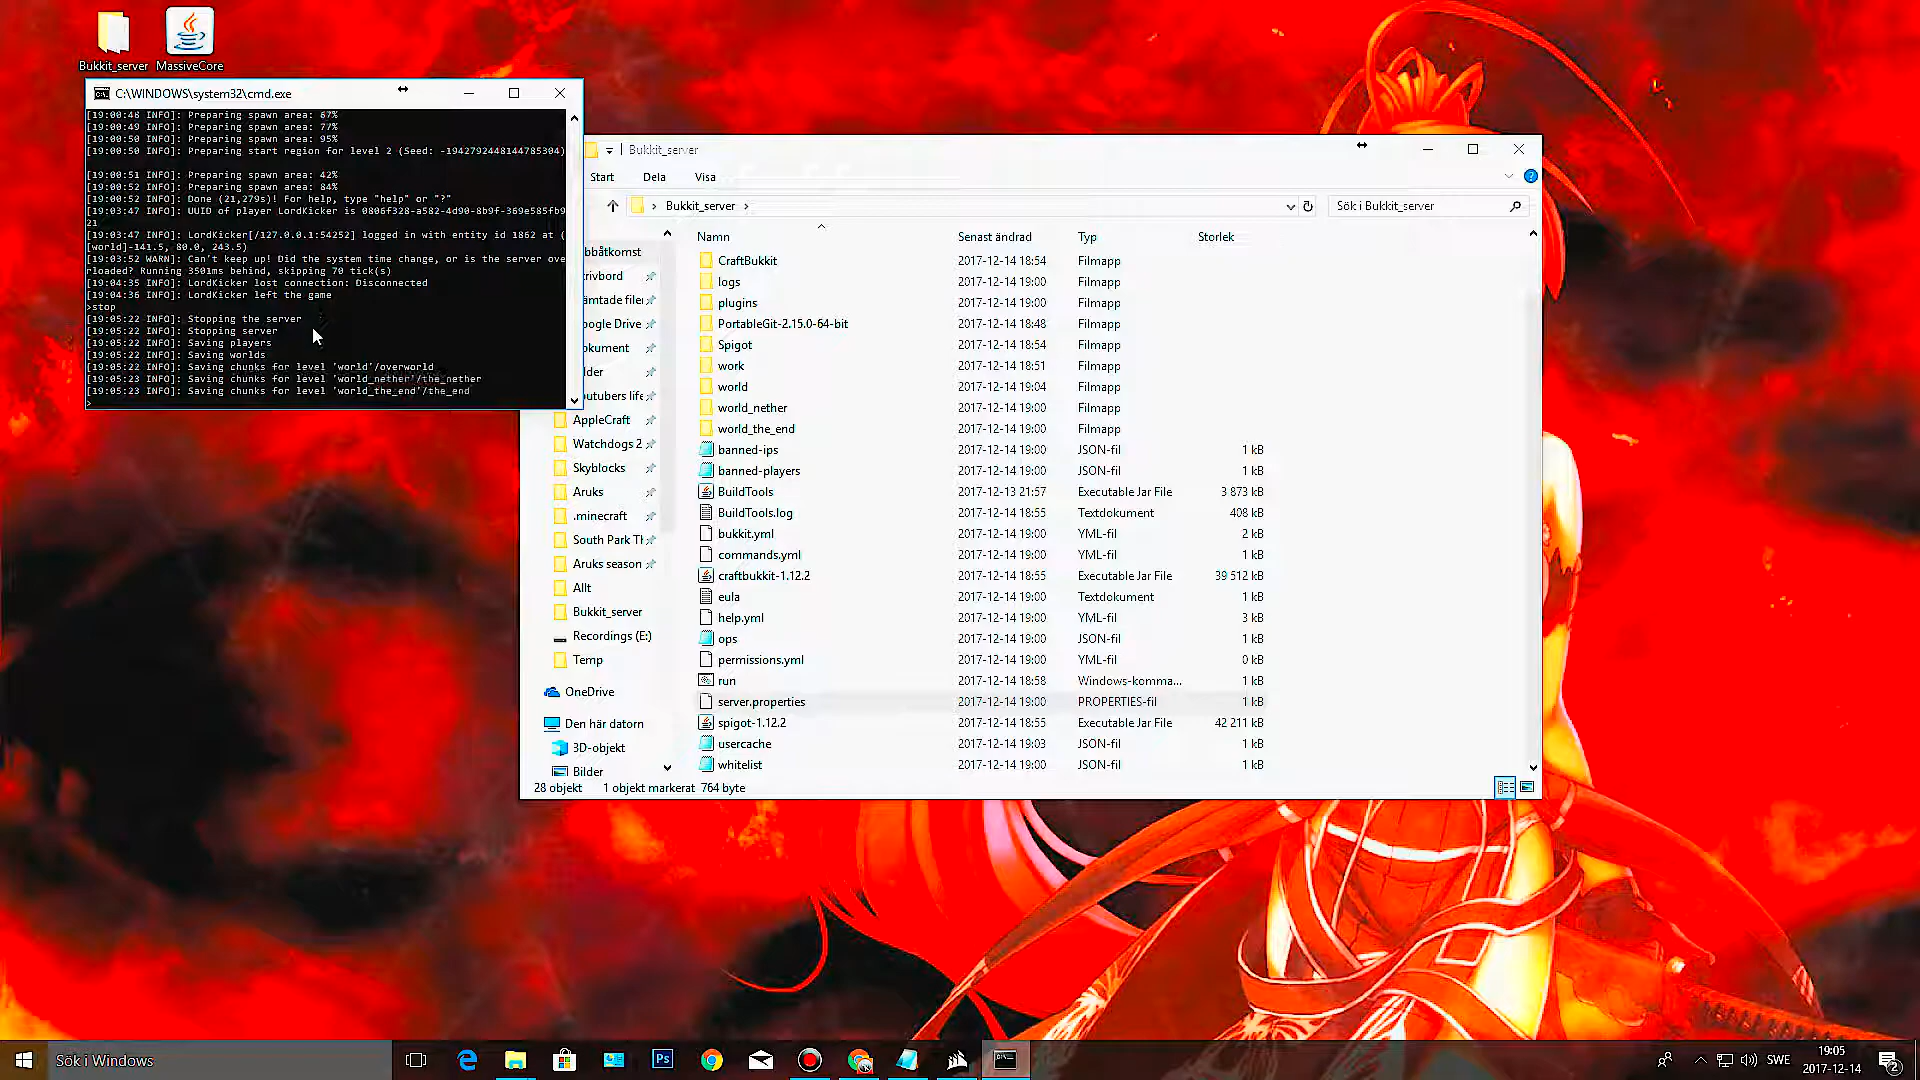 Bukkit_server
MassiveCore
C:\WINDOWS\system32\cmd.exe
[19:00:48 INFO]: Preparing spawn area: 67%
[19:00:49 INFO]: Preparing spawn area: 77%
[19:00:50 INFO]: Preparing spawn area: 95%
[19:00:50 INFO]: Preparing start region for level 2 (Seed: -1942792448144785304)
[19:00:51 INFO]: Preparing spawn area: 42%
[19:00:52 INFO]: Preparing spawn area: 84%
[19:00:52 INFO]: Done (21,279s)! For help, type "help" or "?"
[19:03:47 INFO]: UUID of player LordKicker is 0806f328-a582-4d90-8b9f-369e585fb9
21
[19:03:47 INFO]: LordKicker[/127.0.0.1:54252] logged in with entity id 1862 at (
[world]-141.5, 80.0, 243.5)
[19:03:52 WARN]: Can't keep up! Did the system time change, or is the server ove
rloaded? Running 3501ms behind, skipping 70 tick(s)
[19:04:35 INFO]: LordKicker lost connection: Disconnected
[19:04:36 INFO]: LordKicker left the game
>stop
[19:05:22 INFO]: Stopping the server
[19:05:22 INFO]: Stopping server
[19:05:22 INFO]: Saving players
[19:05:22 INFO]: Saving worlds
[19:05:22 INFO]: Saving chunks for level 'world'/overworld
[19:05:23 INFO]: Saving chunks for level 'world_nether'/the_nether
[19:05:23 INFO]: Saving chunks for level 'world_the_end'/the_end
>
Bukkit_server
Start Dela Visa
Bukkit_server
Sök i Bukkit_server
bbåtkomst
rivbord
ämtade filer
oogle Drive
okument
lder
outubers life
AppleCraft
Watchdogs 2
Skyblocks
Aruks
.minecraft
South Park Th
Aruks season
Allt
Bukkit_server
Recordings (E:)
Temp
OneDrive
Den här datorn
3D-objekt
Bilder
Namn Senast ändrad Typ Storlek
CraftBukkit 2017-12-14 18:54 Filmapp
logs 2017-12-14 19:00 Filmapp
plugins 2017-12-14 19:00 Filmapp
PortableGit-2.15.0-64-bit 2017-12-14 18:48 Filmapp
Spigot 2017-12-14 18:54 Filmapp
work 2017-12-14 18:51 Filmapp
world 2017-12-14 19:04 Filmapp
world_nether 2017-12-14 19:00 Filmapp
world_the_end 2017-12-14 19:00 Filmapp
banned-ips 2017-12-14 19:00 JSON-fil 1 kB
banned-players 2017-12-14 19:00 JSON-fil 1 kB
BuildTools 2017-12-13 21:57 Executable Jar File 3 873 kB
BuildTools.log 2017-12-14 18:55 Textdokument 408 kB
bukkit.yml 2017-12-14 19:00 YML-fil 2 kB
commands.yml 2017-12-14 19:00 YML-fil 1 kB
craftbukkit-1.12.2 2017-12-14 18:55 Executable Jar File 39 512 kB
eula 2017-12-14 19:00 Textdokument 1 kB
help.yml 2017-12-14 19:00 YML-fil 3 kB
ops 2017-12-14 19:00 JSON-fil 1 kB
permissions.yml 2017-12-14 19:00 YML-fil 0 kB
run 2017-12-14 18:58 Windows-komma... 1 kB
server.properties 2017-12-14 19:00 PROPERTIES-fil 1 kB
spigot-1.12.2 2017-12-14 18:55 Executable Jar File 42 211 kB
usercache 2017-12-14 19:03 JSON-fil 1 kB
whitelist 2017-12-14 19:00 JSON-fil 1 kB
28 objekt 1 objekt markerat 764 byte
Sök i Windows
Ps
SWE
19:05
2017-12-14
2